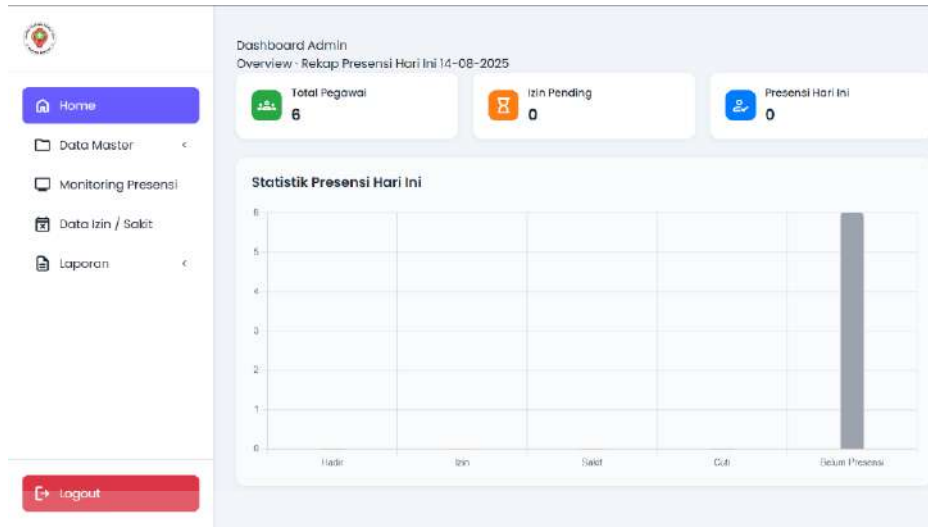 Home
Data Master
Monitoring Presensi
Data Izin / Sakit
Laporan
Logout
Dashboard Admin
Overview - Rekap Presensi Hari Ini 14-08-2025
Total Pegawai
6
Izin Pending
0
Presensi Hari Ini
0
Statistik Presensi Hari Ini
6
5
4
3
2
1
0
Hadir
Izin
Sakit
Cuti
Belum Presensi